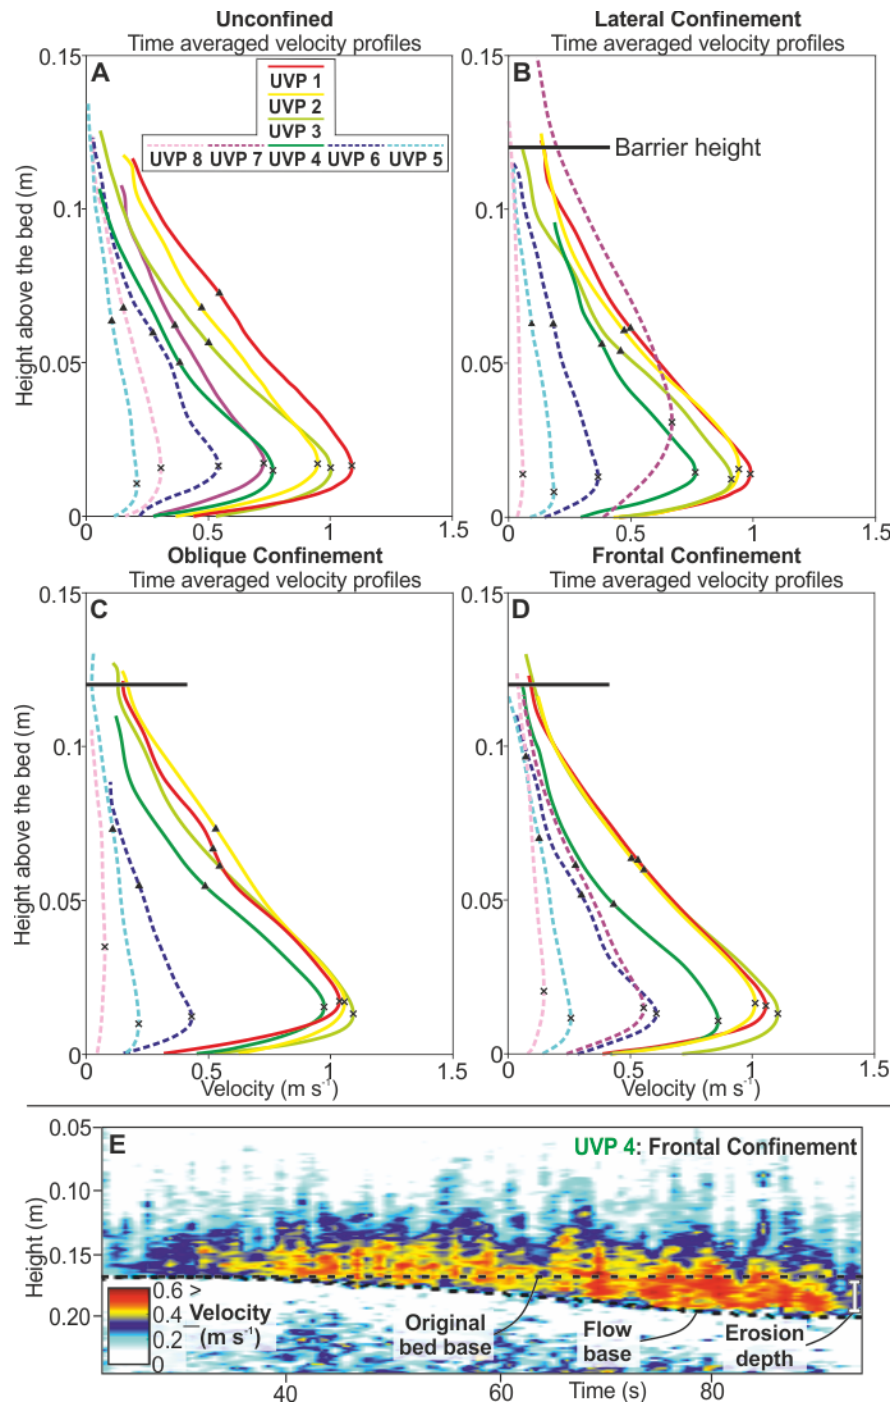 Unconfined
Time averaged velocity profiles
Lateral Confinement
Time averaged velocity profiles
0.15
A
UVP 1
UVP 2
UVP 3
UVP 8 UVP 7 UVP 4 UVP 6 UVP 5
0.1
0.05
0
0 0.5 1 1.5
Height above the bed (m)
0.15
B
Barrier height
0.1
0.05
0
0 0.5 1 1.5
Oblique Confinement
Time averaged velocity profiles
Frontal Confinement
Time averaged velocity profiles
0.15
C
0.1
0.05
0
0 0.5 1 1.5
Height above the bed (m)
Velocity (m s-1)
0.15
D
0.1
0.05
0
0 0.5 1 1.5
Velocity (m s-1)
0.05
E
UVP 4: Frontal Confinement
0.10
0.15
0.20
Height (m)
0.6 >
0.4
0.2
0
Velocity
(m s-1)
Original
bed base
Flow
base
Erosion
depth
40 60 Time (s) 80